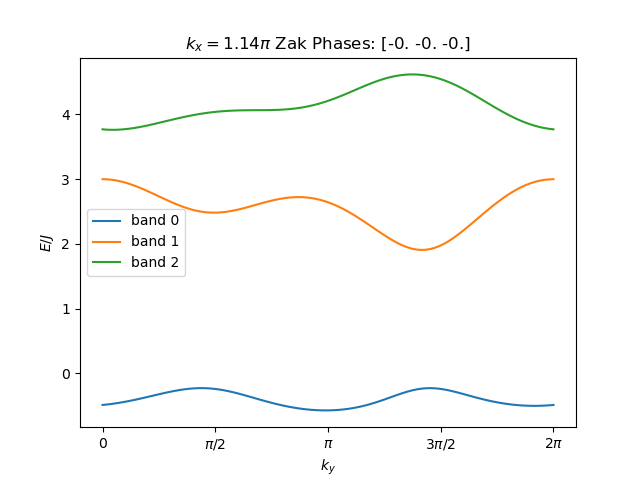 $k_x = 1.14\pi$ Zak Phases: [-0. -0. -0.]
E/J
4
3
2
1
0
band 0
band 1
band 2
0
π/2
π
3π/2
2π
$k_y$